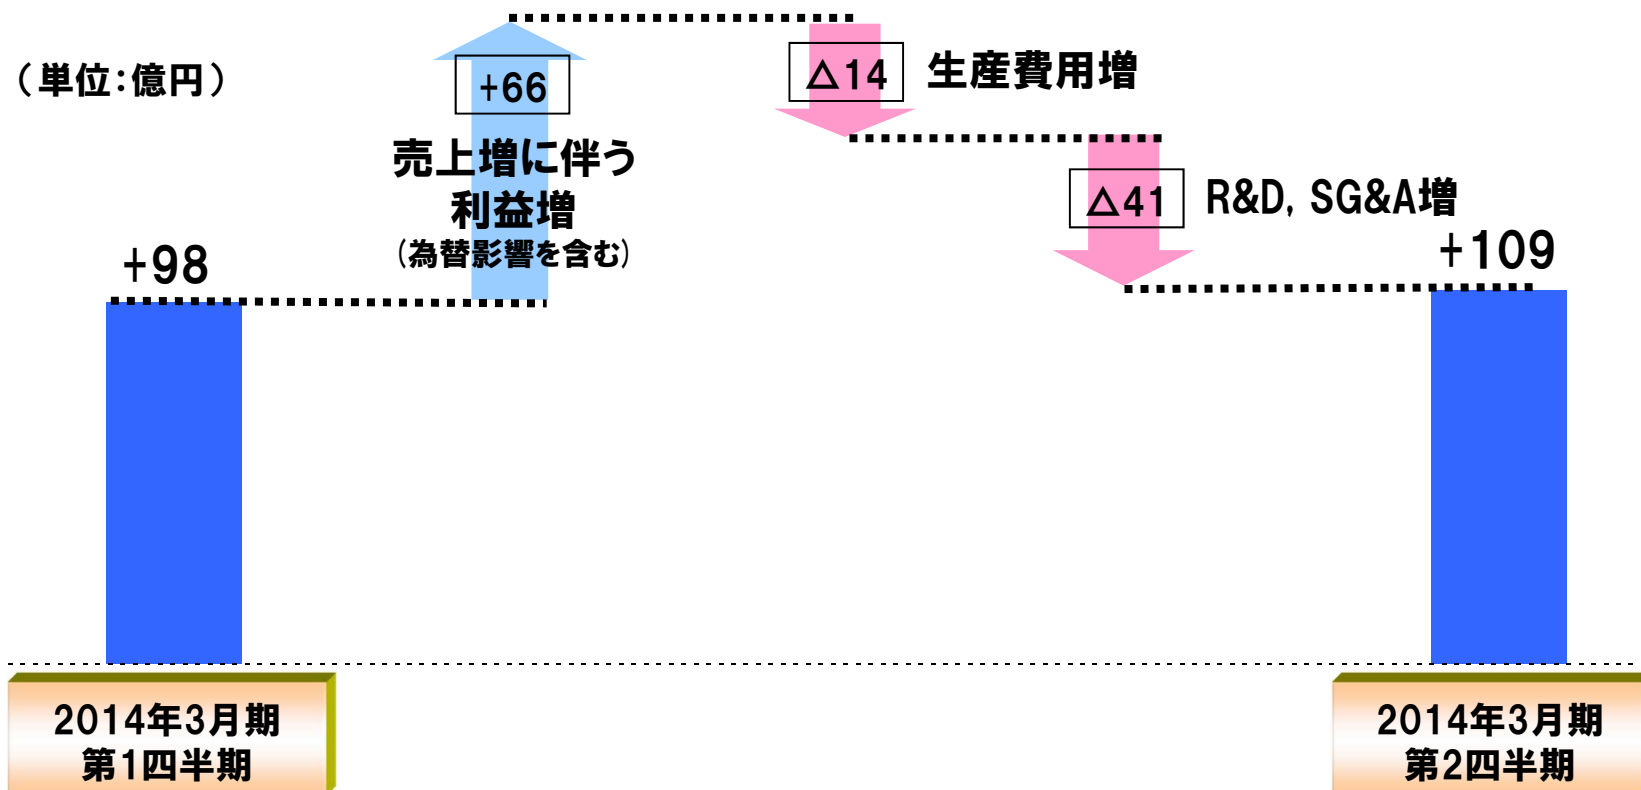 （単位：億円）
+66
売上増に伴う
利益増
（為替影響を含む）
△14
生産費用増
△41
R&D, SG&A増
+98
+109
2014年3月期
第1四半期
2014年3月期
第2四半期